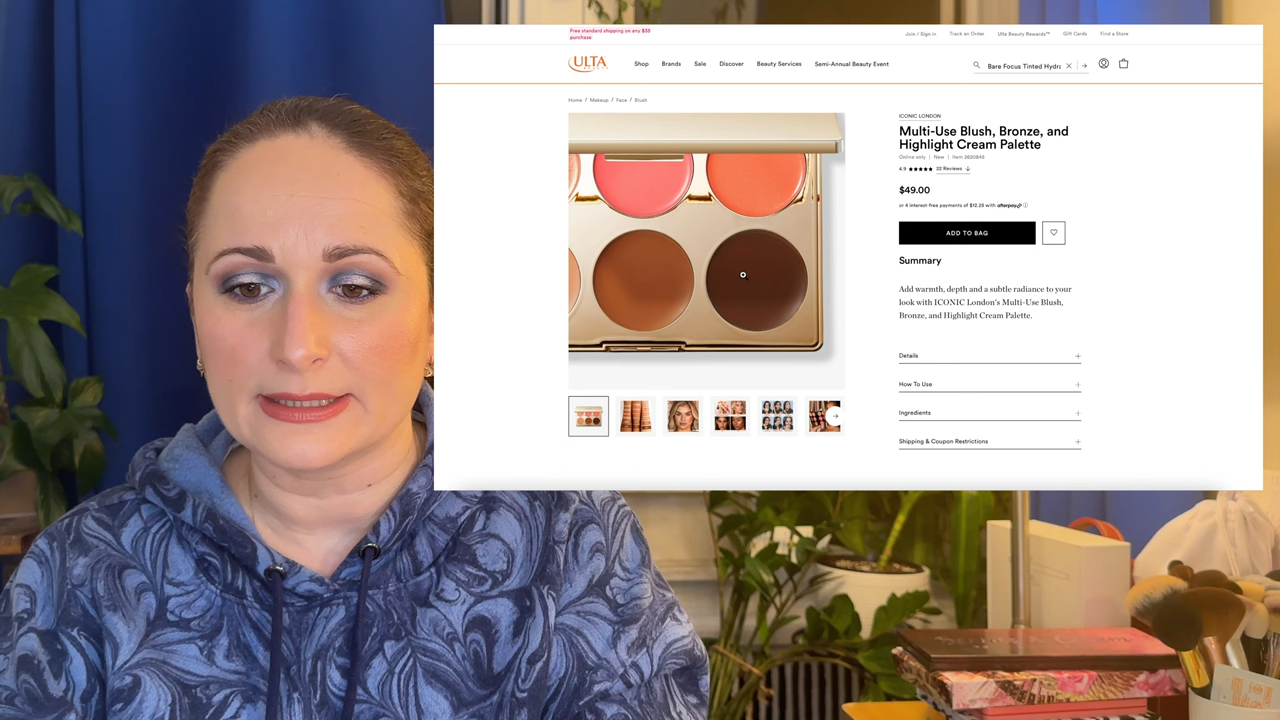 Free standard shipping on any $35
purchase
Join / Sign in Track an Order Ulta Beauty Rewards™ Gift Cards Find a Store
ULTA
BEAUTY
Shop Brands Sale Discover Beauty Services Semi-Annual Beauty Event
Bare Focus Tinted Hydra
Home / Makeup / Face / Blush
ICONIC LONDON
Multi-Use Blush, Bronze, and
Highlight Cream Palette
Online only | New | Item 2620845
4.9 ★★★★★ 22 Reviews
$49.00
or 4 interest-free payments of $12.25 with afterpay
ADD TO BAG
Summary
Add warmth, depth and a subtle radiance to your
look with ICONIC London's Multi-Use Blush,
Bronze, and Highlight Cream Palette.
Details
How To Use
Ingredients
Shipping & Coupon Restrictions